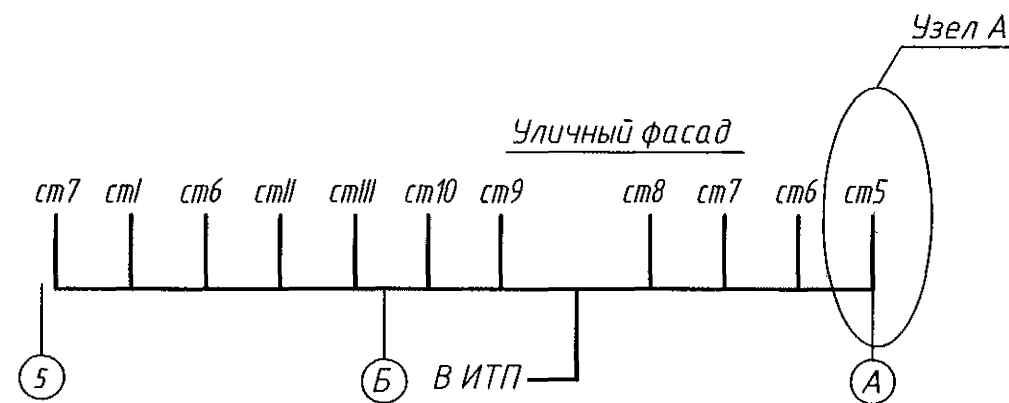 Узел А
Уличный фасад
ст7 стI ст6 стII стIII ст10 ст9 ст8 ст7 ст6 ст5
5 Б В ИТП А